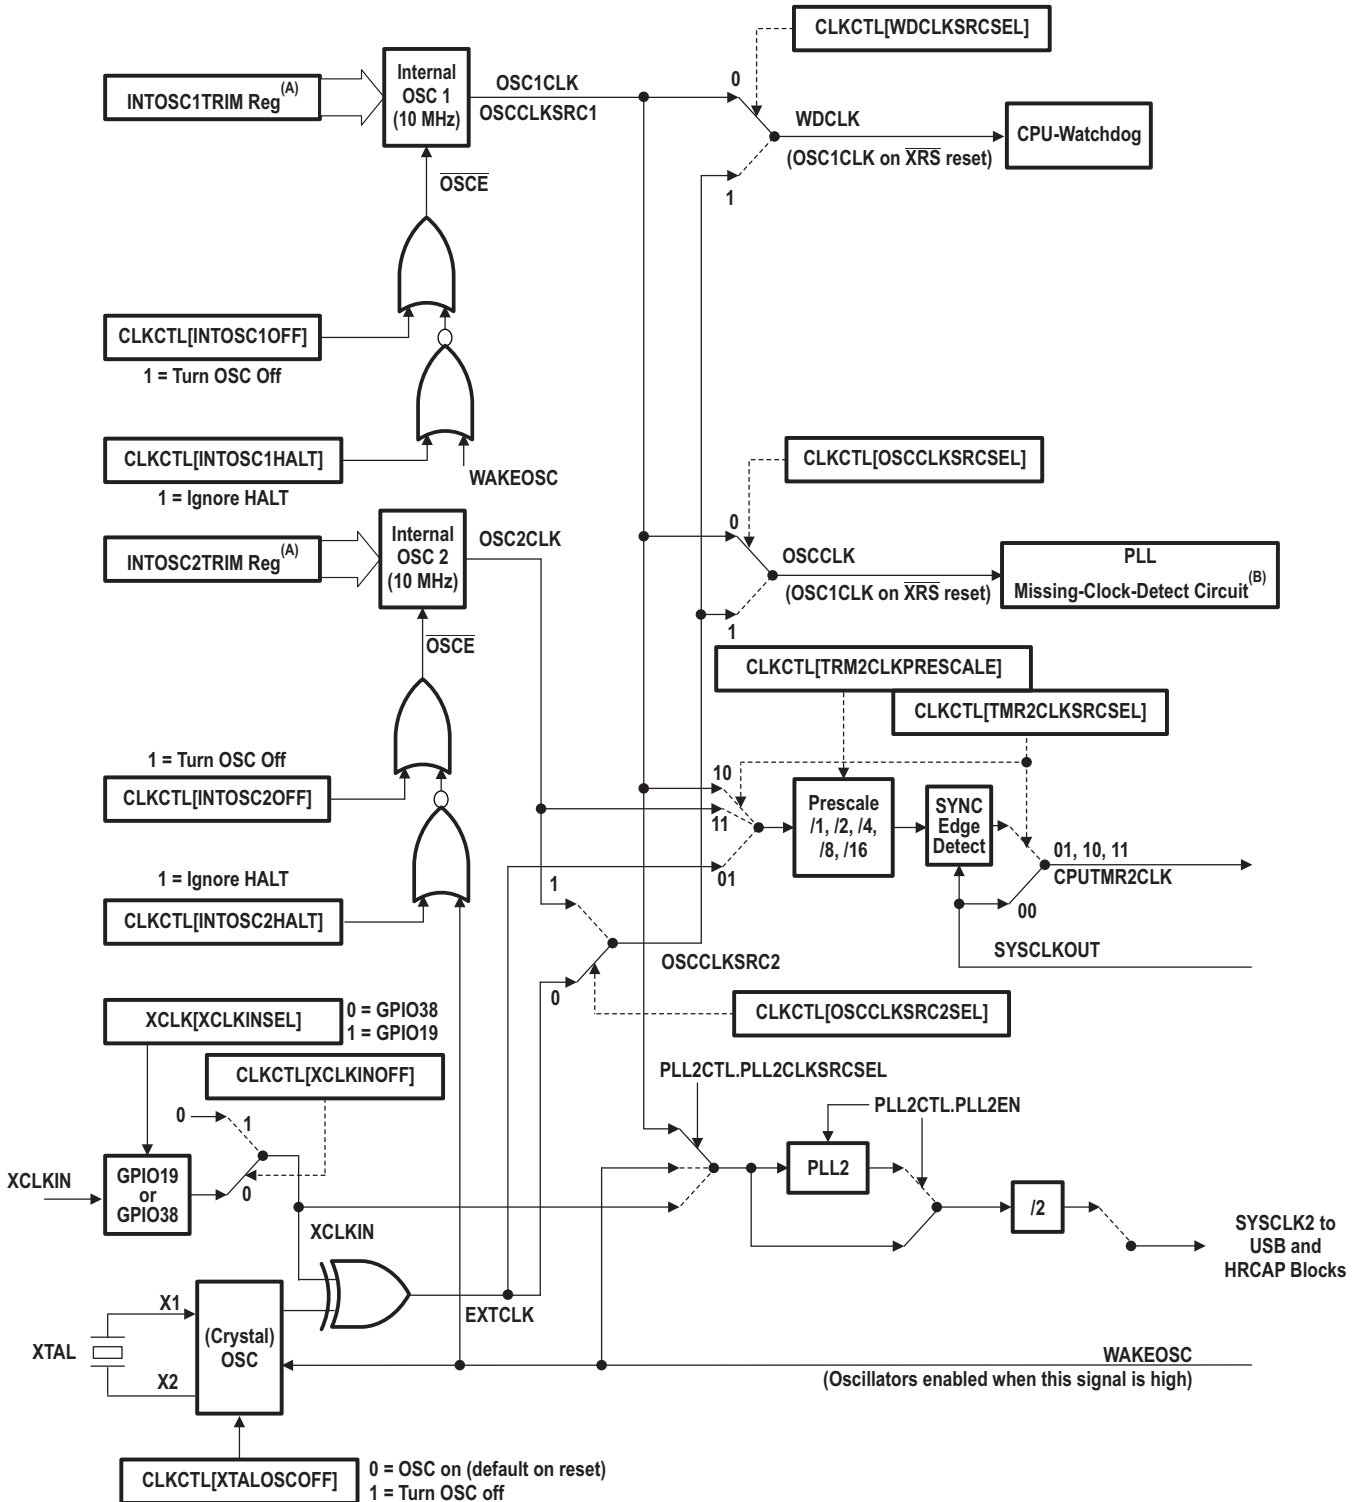 CLKCTL[WDCLKSRCSEL]
INTOSC1TRIM Reg(A)
Internal
OSC 1
(10 MHz)
OSC1CLK
OSCCLKSRC1
0
1
WDCLK
(OSC1CLK on XRS reset)
CPU-Watchdog
OSCE
CLKCTL[INTOSC1OFF]
1 = Turn OSC Off
CLKCTL[INTOSC1HALT]
1 = Ignore HALT
WAKEOSC
CLKCTL[OSCCLKSRCSEL]
INTOSC2TRIM Reg(A)
Internal
OSC 2
(10 MHz)
OSC2CLK
0
1
OSCCLK
(OSC1CLK on XRS reset)
PLL
Missing-Clock-Detect Circuit(B)
OSCE
CLKCTL[TRM2CLKPRESCALE]
CLKCTL[TMR2CLKSRCSEL]
1 = Turn OSC Off
CLKCTL[INTOSC2OFF]
10
11
01
Prescale
/1, /2, /4,
/8, /16
SYNC
Edge
Detect
01, 10, 11
CPUTMR2CLK
00
SYSCLKOUT
1 = Ignore HALT
CLKCTL[INTOSC2HALT]
1
0
OSCCLKSRC2
CLKCTL[OSCCLKSRC2SEL]
XCLK[XCLKINSEL]
0 = GPIO38
1 = GPIO19
CLKCTL[XCLKINOFF]
0
1
0
XCLKIN
GPIO19
or
GPIO38
XCLKIN
PLL2CTL.PLL2CLKSRCSEL
PLL2CTL.PLL2EN
PLL2
/2
SYSCLK2 to
USB and
HRCAP Blocks
XTAL
X1
X2
(Crystal)
OSC
EXTCLK
WAKEOSC
(Oscillators enabled when this signal is high)
CLKCTL[XTALOSCOFF]
0 = OSC on (default on reset)
1 = Turn OSC off